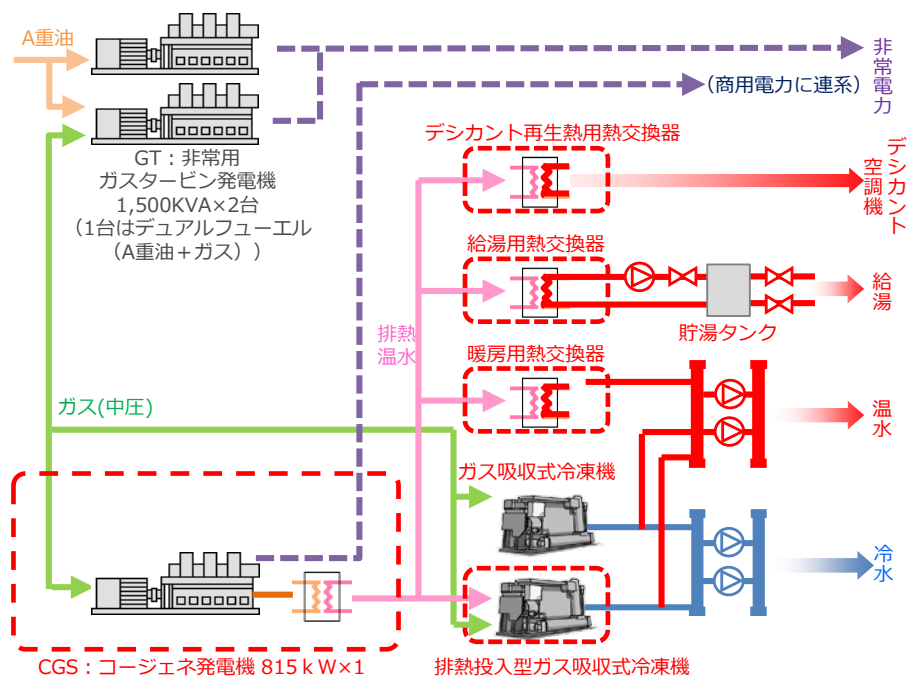 A重油
非常電力
(商用電力に連系)
GT：非常用
ガスタービン発電機
1,500KVA×2台
（1台はデュアルフューエル
（A重油＋ガス））
デシカント再生熱用熱交換器
デシカント
空調機
給湯用熱交換器
給湯
貯湯タンク
排熱
温水
暖房用熱交換器
温水
ガス(中圧)
ガス吸収式冷凍機
冷水
CGS：コージェネ発電機 815ｋW×1
排熱投入型ガス吸収式冷凍機